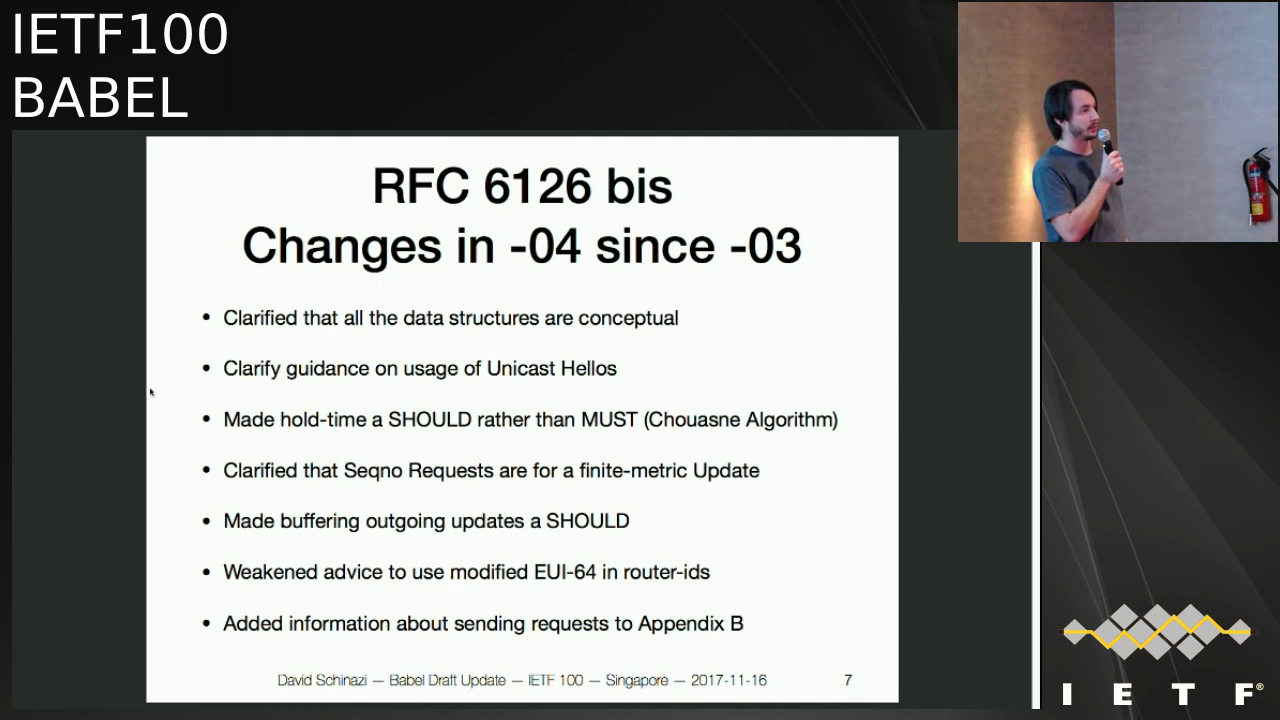 IETF100
BABEL
RFC 6126 bis
Changes in -04 since -03
• Clarified that all the data structures are conceptual
• Clarify guidance on usage of Unicast Hellos
• Made hold-time a SHOULD rather than MUST (Chouasne Algorithm)
• Clarified that Seqno Requests are for a finite-metric Update
• Made buffering outgoing updates a SHOULD
• Weakened advice to use modified EUI-64 in router-ids
• Added information about sending requests to Appendix B
David Schinazi — Babel Draft Update — IETF 100 — Singapore — 2017-11-16 7
I E T F®